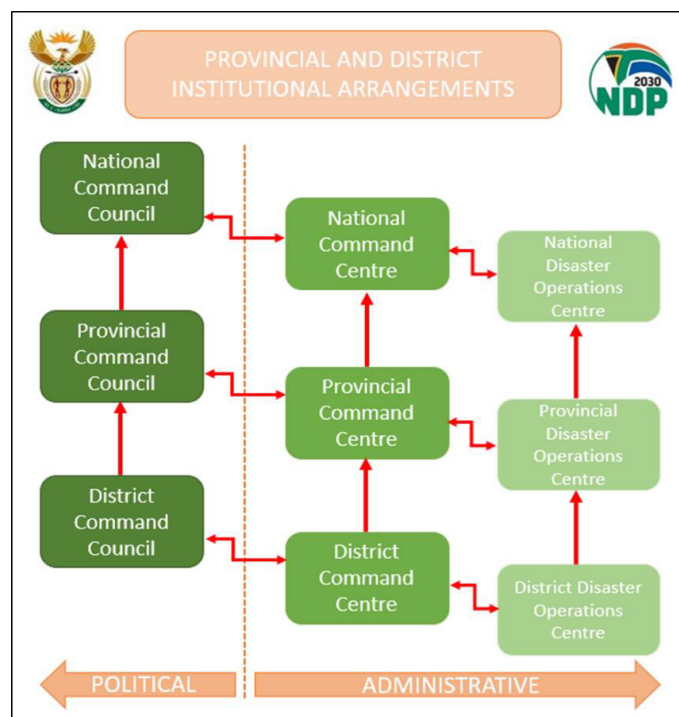 PROVINCIAL AND DISTRICT
INSTITUTIONAL ARRANGEMENTS
2030
NDP
National
Command
Council
National
Command
Centre
National
Disaster
Operations
Centre
Provincial
Command
Council
Provincial
Command
Centre
Provincial
Disaster
Operations
Centre
District
Command
Council
District
Command
Centre
District Disaster
Operations
Centre
POLITICAL
ADMINISTRATIVE